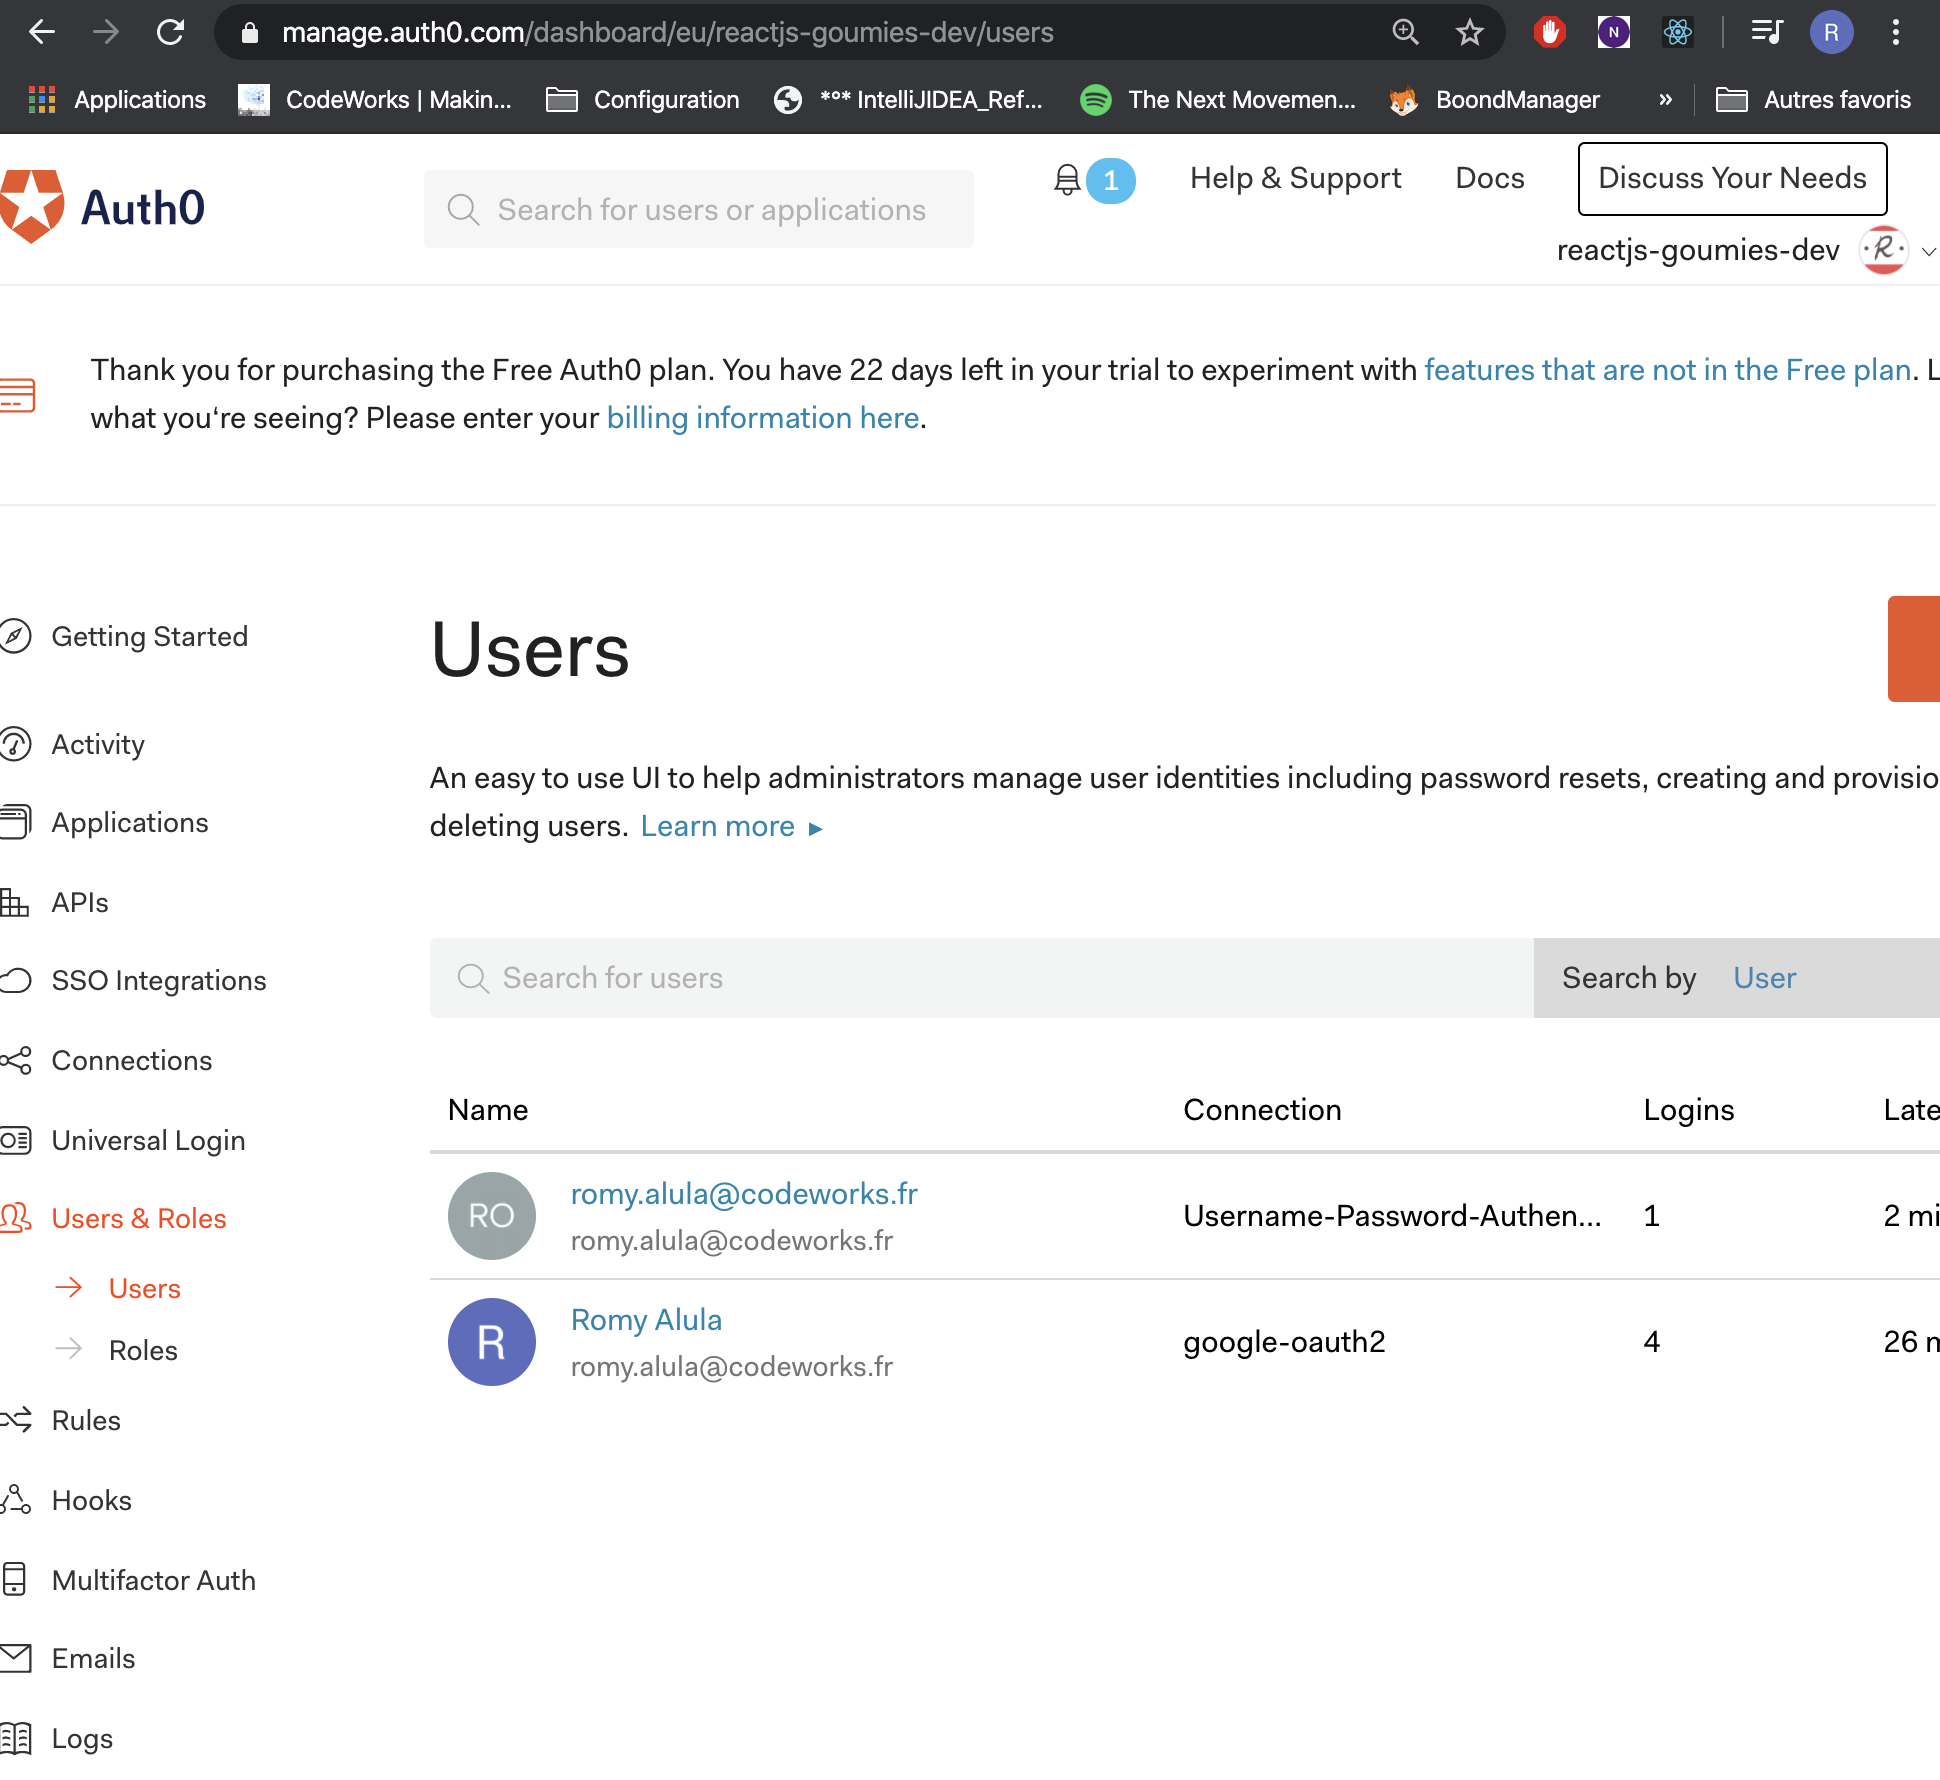 manage.auth0.com/dashboard/eu/reactjs-goumies-dev/users
N
R
Applications
CodeWorks | Makin...
Configuration
*°* IntelliJIDEA_Ref...
The Next Movemen...
BoondManager
»
Autres favoris
Auth0
Search for users or applications
1
Help & Support
Docs
Discuss Your Needs
reactjs-goumies-dev
R
Thank you for purchasing the Free Auth0 plan. You have 22 days left in your trial to experiment with features that are not in the Free plan. L
what you‘re seeing? Please enter your billing information here.
Getting Started
Activity
Applications
APIs
SSO Integrations
Connections
Universal Login
Users & Roles
Users
Roles
Rules
Hooks
Multifactor Auth
Emails
Logs
Users
An easy to use UI to help administrators manage user identities including password resets, creating and provisio
deleting users. Learn more ▸
Search for users
Search by User
Name Connection Logins Late
RO
romy.alula@codeworks.fr
romy.alula@codeworks.fr
Username-Password-Authen... 1 2 mi
R
Romy Alula
romy.alula@codeworks.fr
google-oauth2 4 26 m